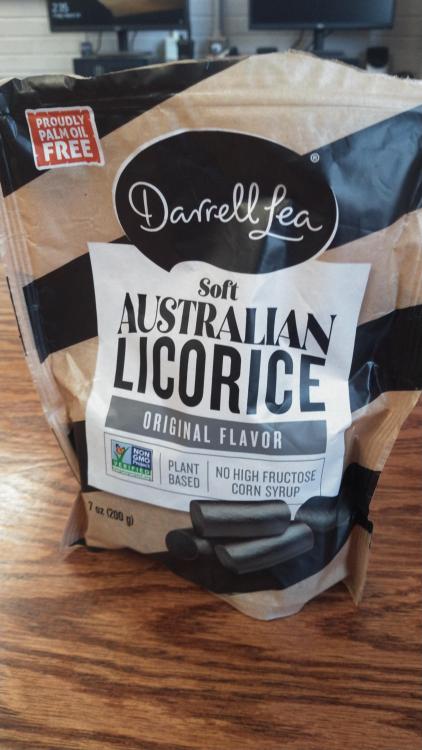 PROUDLY
PALM OIL
FREE
Darrell Lea®
Soft
AUSTRALIAN
LICORICE
ORIGINAL FLAVOR
NON
GMO
VERIFIED
PLANT
BASED
NO HIGH FRUCTOSE
CORN SYRUP
7 oz (200 g)